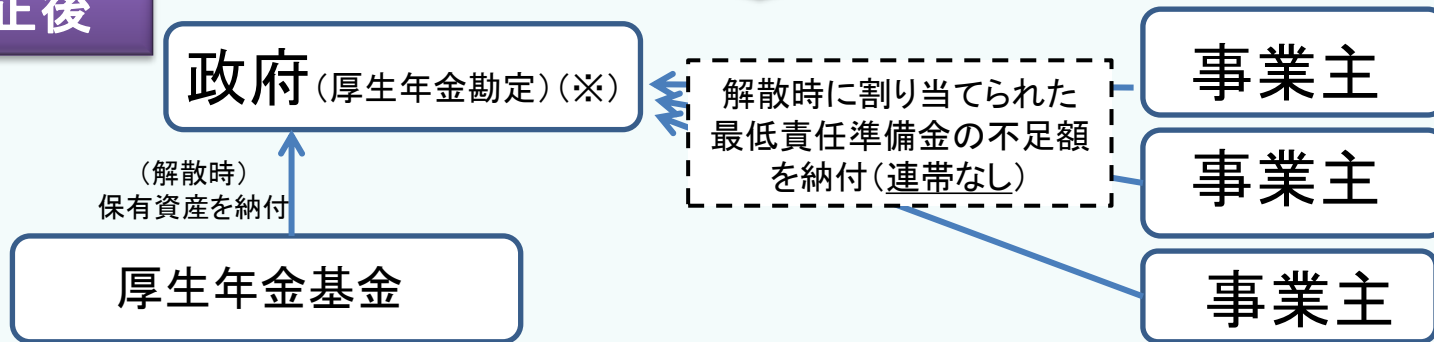 正後
政府(厚生年金勘定)(※)
解散時に割り当てられた
最低責任準備金の不足額
を納付(連帯なし)
事業主
事業主
事業主
(解散時)
保有資産を納付
厚生年金基金